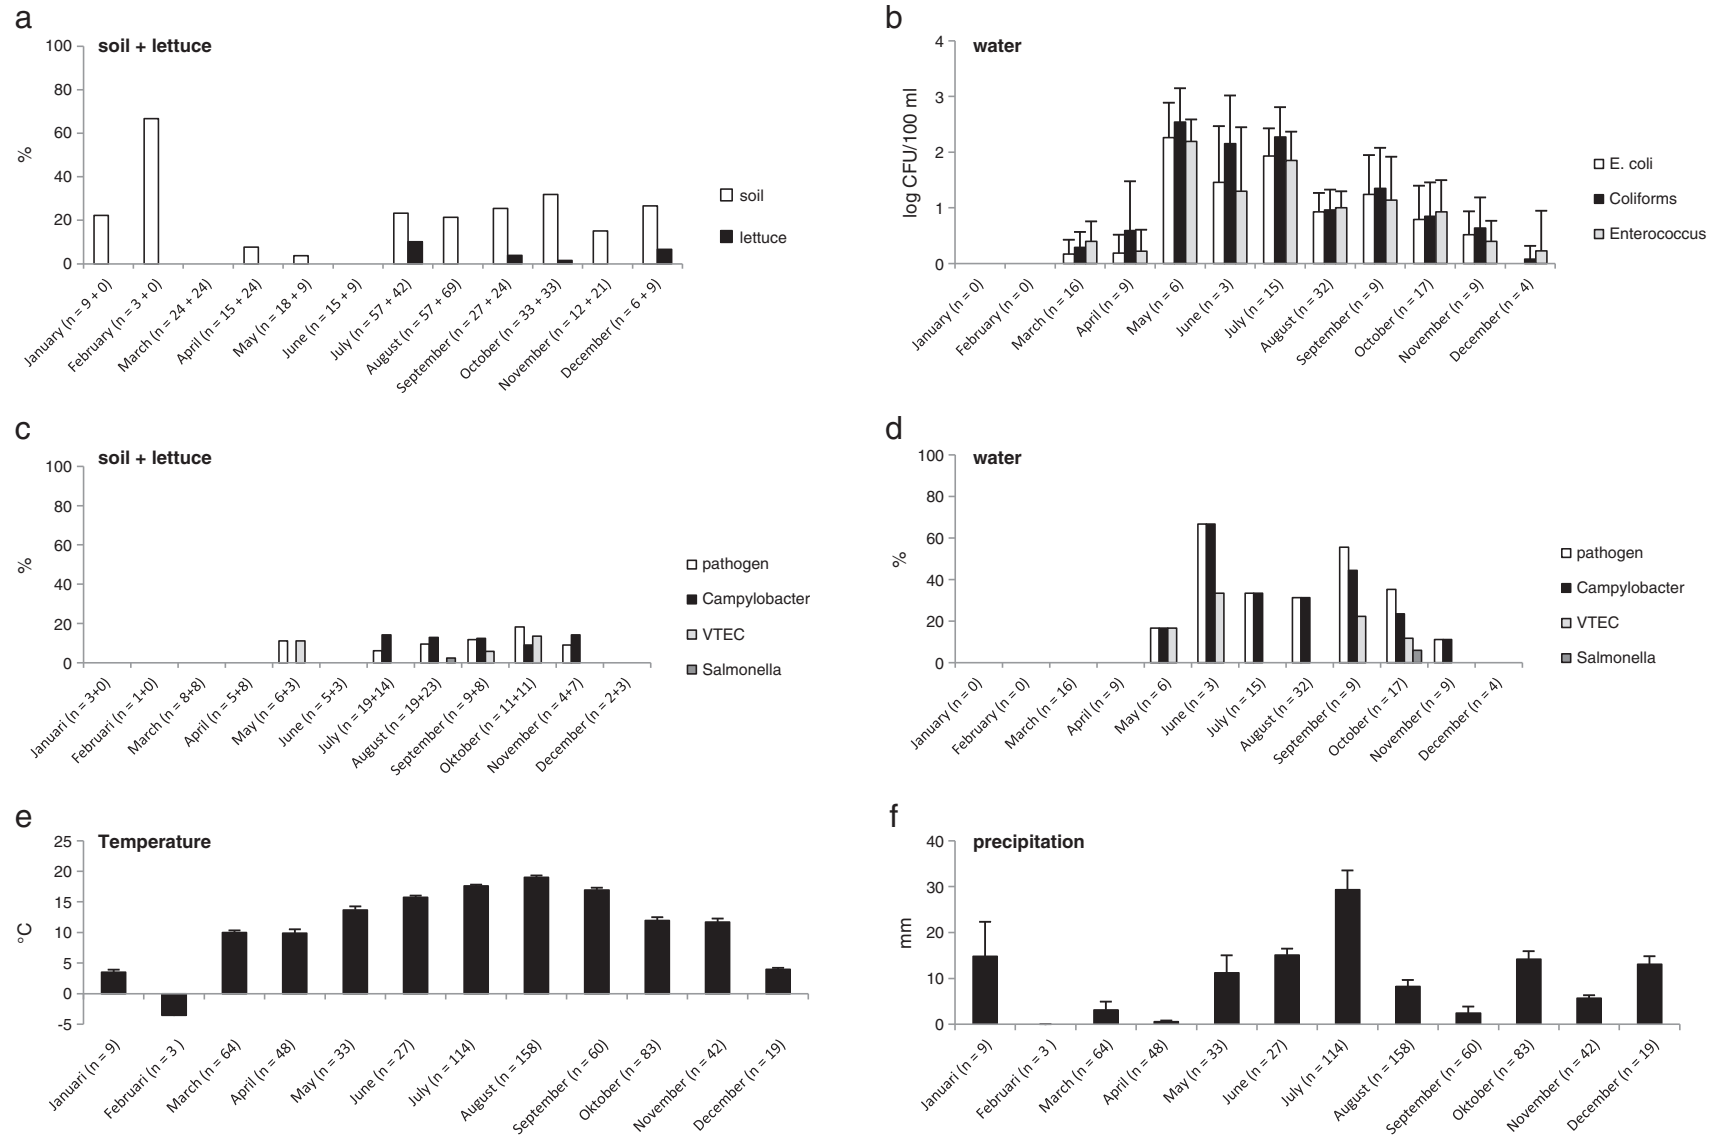 a
soil + lettuce
100
80
60
40
20
0
%
soil
lettuce
January (n = 9 + 0)
February (n = 3 + 0)
March (n = 24 + 24)
April (n = 15 + 24)
May (n = 18 + 9)
June (n = 15 + 9)
July (n = 57 + 42)
August (n = 57 + 69)
September (n = 27 + 24)
October (n = 33 + 33)
November (n = 12 + 21)
December (n = 6 + 9)
b
water
4
3
2
1
0
log CFU/100 ml
E. coli
Coliforms
Enterococcus
January (n = 0)
February (n = 0)
March (n = 16)
April (n = 9)
May (n = 6)
June (n = 3)
July (n = 15)
August (n = 32)
September (n = 9)
October (n = 17)
November (n = 9)
December (n = 4)
c
soil + lettuce
100
80
60
40
20
0
%
pathogen
Campylobacter
VTEC
Salmonella
Januari (n = 3+0)
Februari (n = 1+0)
March (n = 8+8)
April (n = 5+8)
May (n = 6+3)
June (n = 5+3)
July (n = 19+14)
August (n = 19+23)
September (n = 9+8)
Oktober (n = 11+11)
November (n = 4+7)
December (n = 2+3)
d
water
100
80
60
40
20
0
%
pathogen
Campylobacter
VTEC
Salmonella
January (n = 0)
February (n = 0)
March (n = 16)
April (n = 9)
May (n = 6)
June (n = 3)
July (n = 15)
August (n = 32)
September (n = 9)
October (n = 17)
November (n = 9)
December (n = 4)
e
Temperature
25
20
15
10
5
0
-5
°C
Januari (n = 9)
Februari (n = 3 )
March (n = 64)
April (n = 48)
May (n = 33)
June (n = 27)
July (n = 114)
August (n = 158)
September (n = 60)
Oktober (n = 83)
November (n = 42)
December (n = 19)
f
precipitation
40
30
20
10
0
mm
Januari (n = 9)
Februari (n = 3 )
March (n = 64)
April (n = 48)
May (n = 33)
June (n = 27)
July (n = 114)
August (n = 158)
September (n = 60)
Oktober (n = 83)
November (n = 42)
December (n = 19)